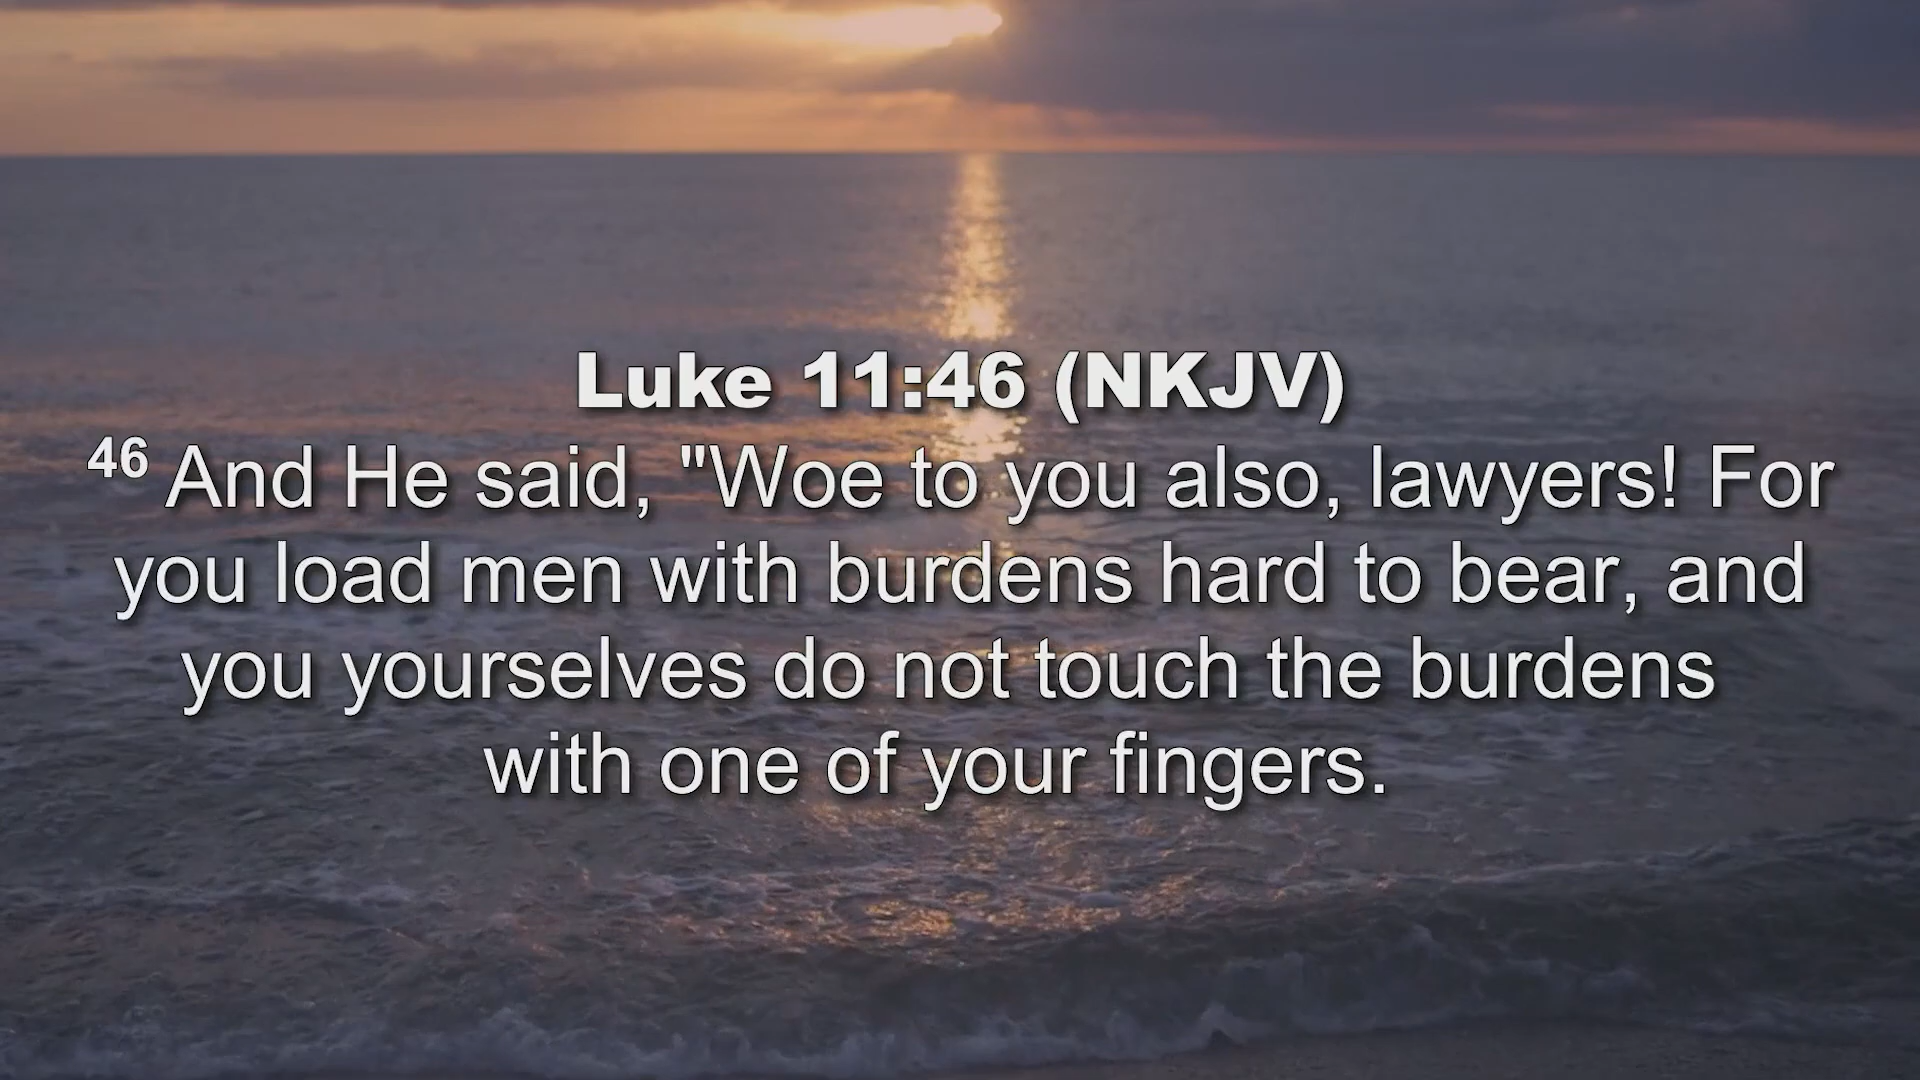 Luke 11:46 (NKJV)
46 And He said, "Woe to you also, lawyers! For
you load men with burdens hard to bear, and
you yourselves do not touch the burdens
with one of your fingers.